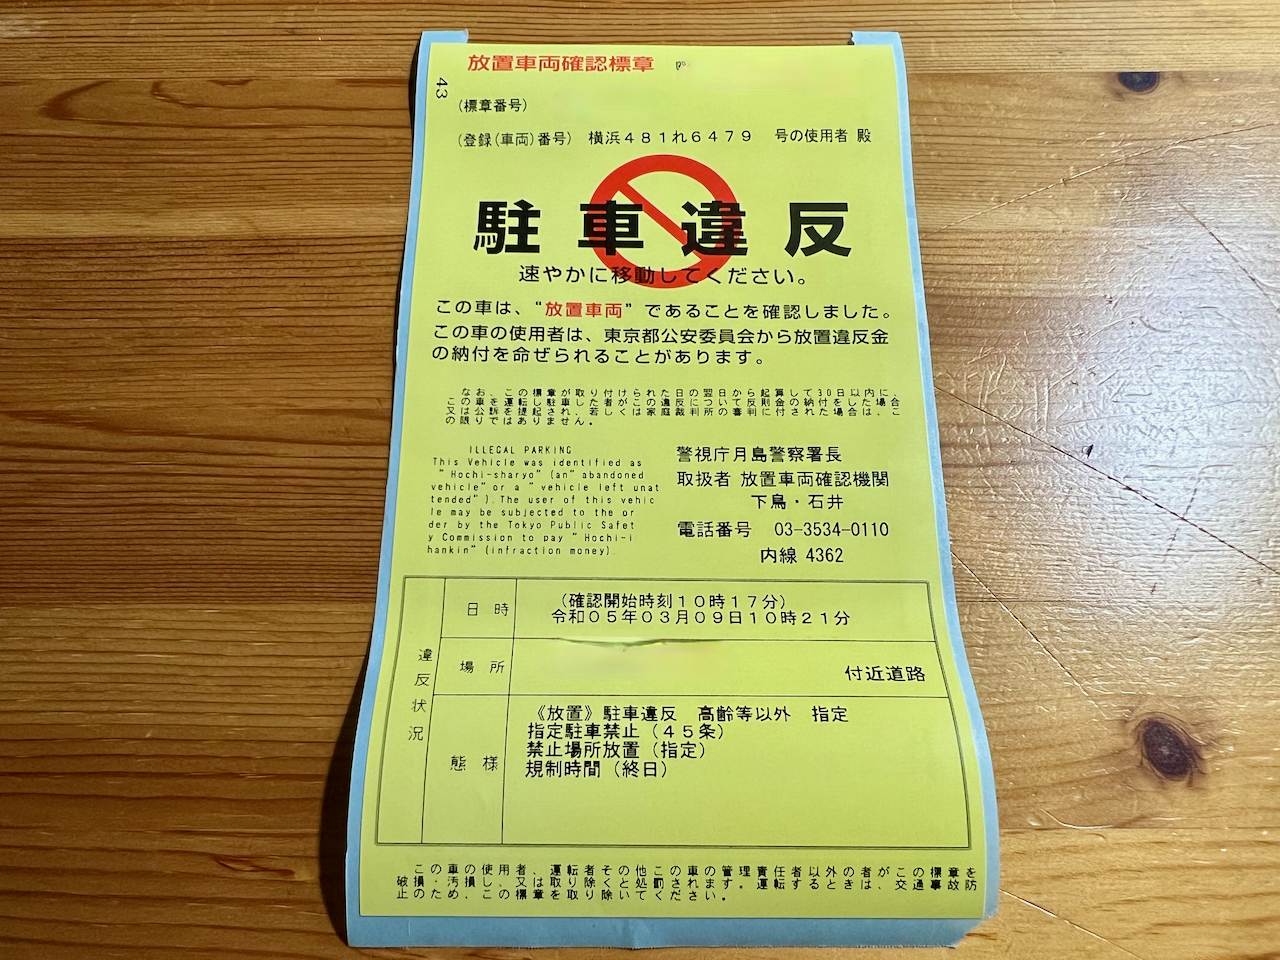 放置車両確認標章
43
（標章番号）
（登録（車両）番号） 横浜４８１れ６４７９ 号の使用者 殿
駐車違反
速やかに移動してください。
この車は、“放置車両”であることを確認しました。
この車の使用者は、東京都公安委員会から放置違反金
の納付を命ぜられることがあります。
なお、この標章が取り付けられた日の翌日から起算して30日以内に、
この車を運転し駐車した者がこの違反について反則金の納付をした場合
又は公訴を提起され、若しくは家庭裁判所の審判に付された場合は、こ
の限りではありません。
ILLEGAL PARKING
This Vehicle was identified as
“Hochi-sharyo”(an“abandoned
vehicle”or a “ vehicle left unat
tended”).The user of this vehic
le may be subjected to the or
der by the Tokyo Public Safet
y Commission to pay “Hochi-i
hankin”(infraction money).
警視庁月島警察署長
取扱者 放置車両確認機関
下鳥・石井
電話番号 03-3534-0110
内線 4362
違反状況
日時
（確認開始時刻１０時１７分）
令和０５年０３月０９日１０時２１分
場所
付近道路
態様
《放置》駐車違反 高齢等以外 指定
指定駐車禁止（４５条）
禁止場所放置（指定）
規制時間（終日）
この車の使用者、運転者その他この車の管理責任者以外の者がこの標章を
破損・汚損し、又は取り除くと処罰されます。運転するときは、交通事故防
止のため、この標章を取り除いてください。